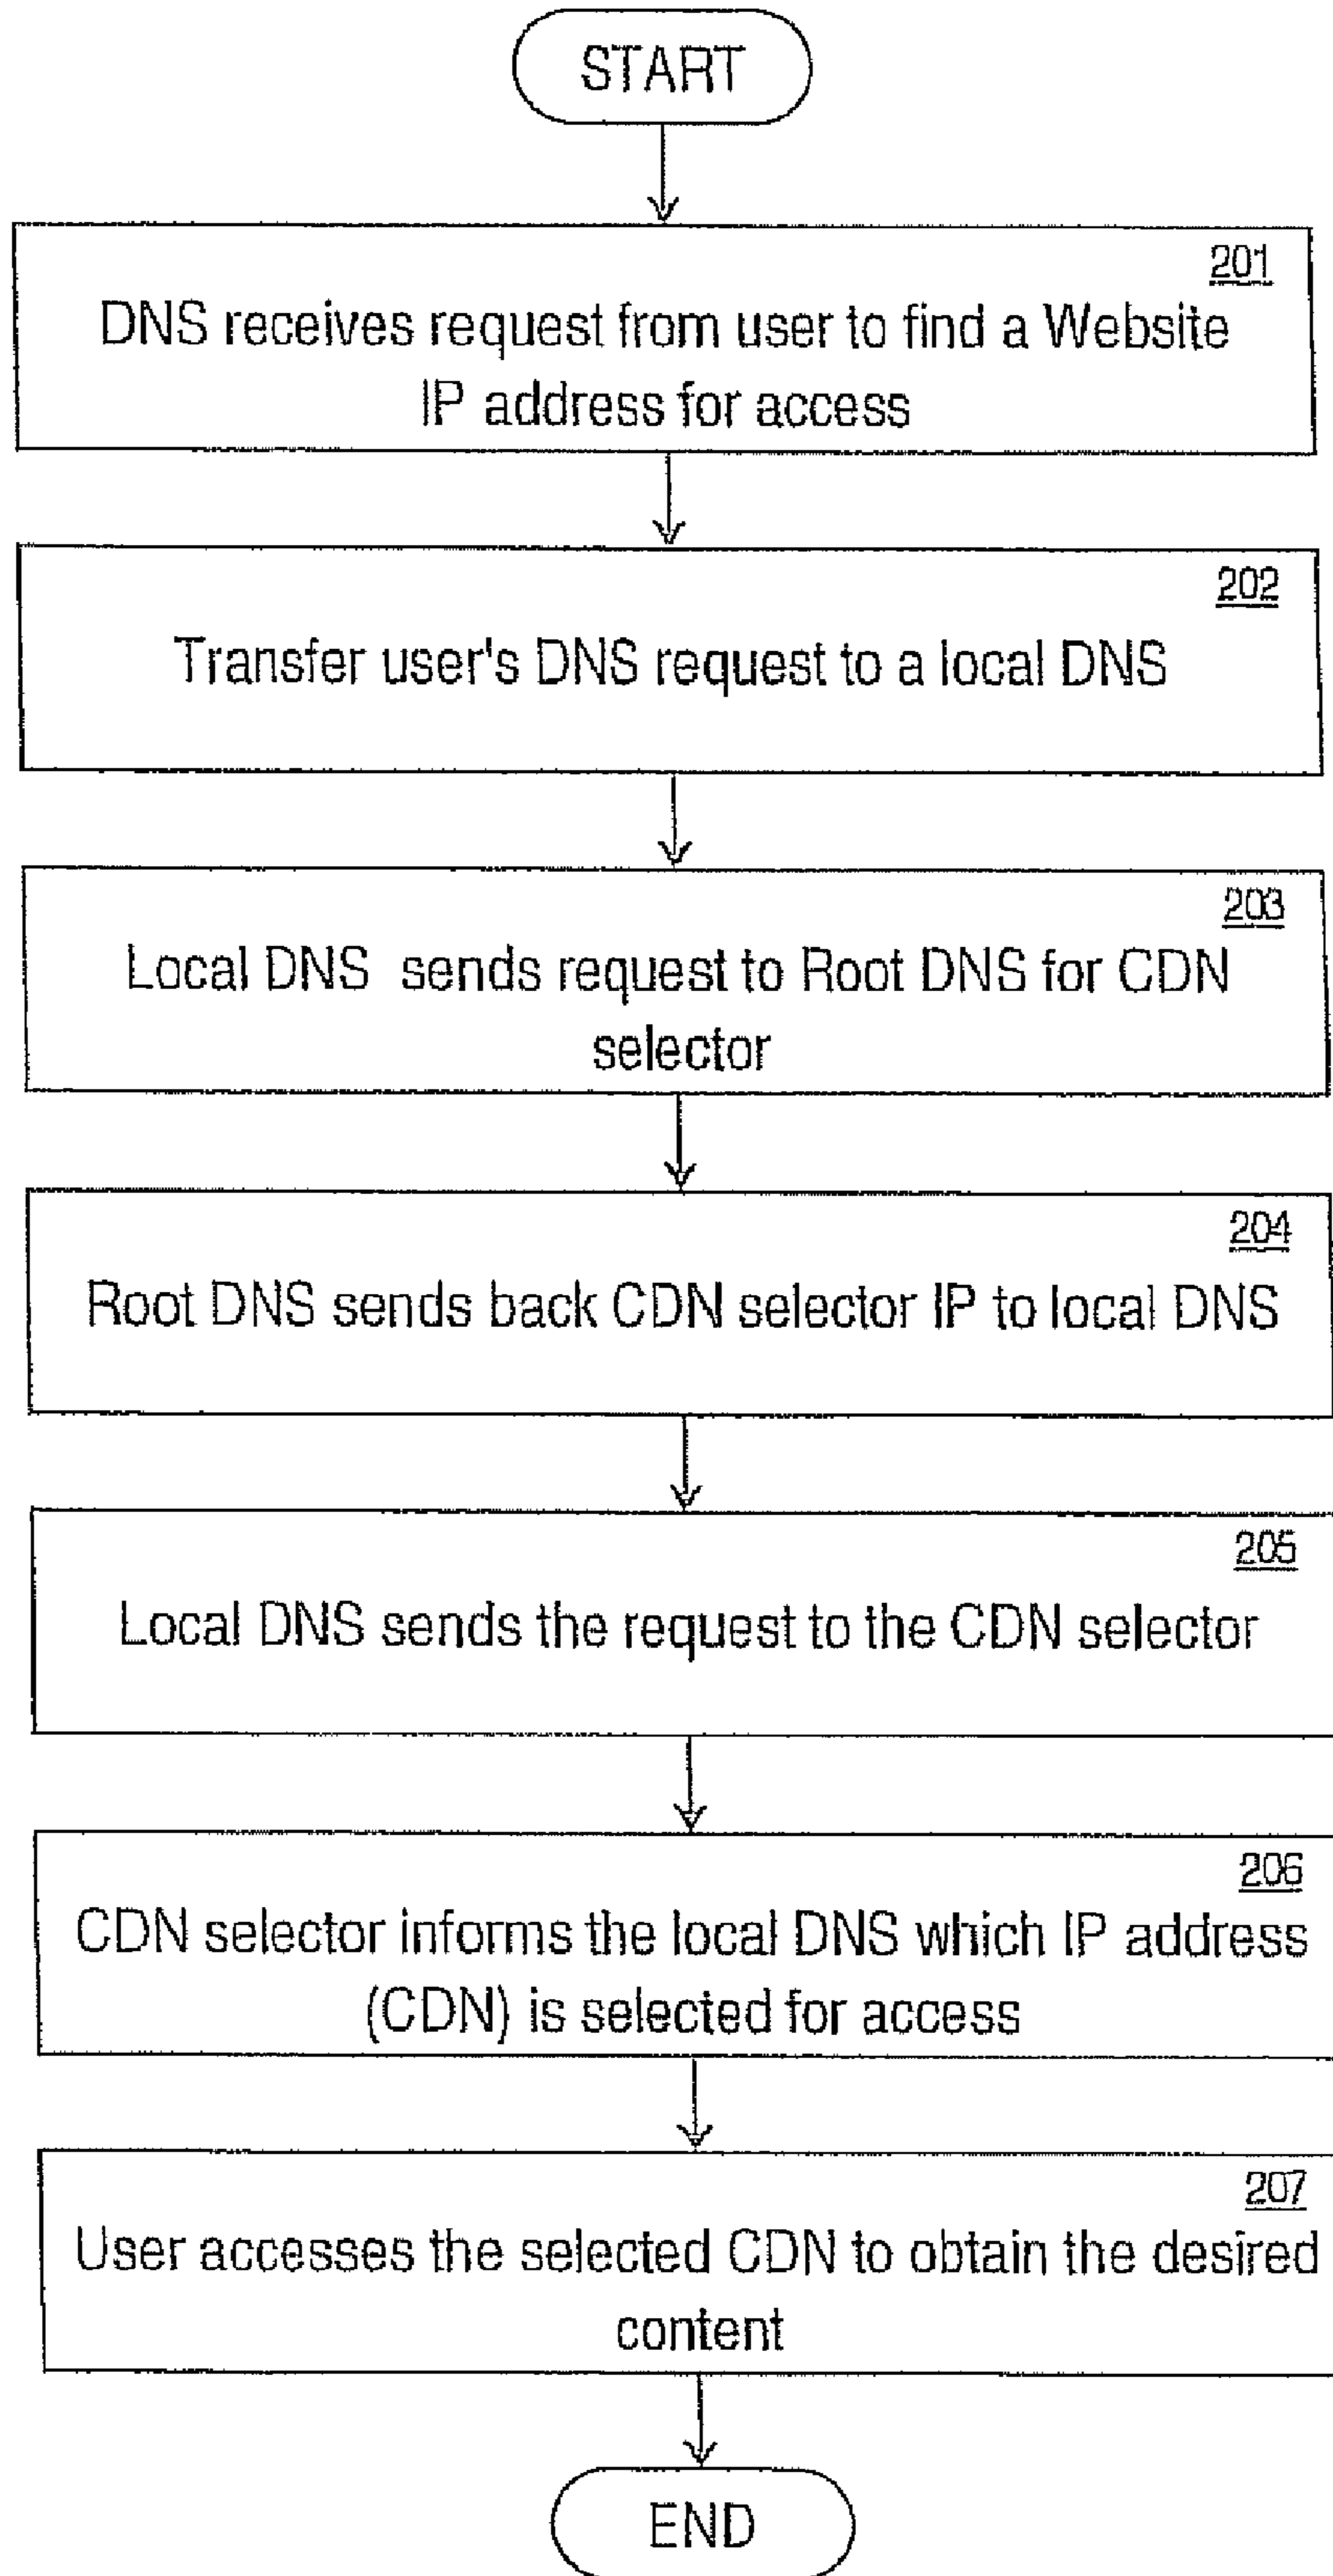 START
201
DNS receives request from user to find a Website
IP address for access
202
Transfer user's DNS request to a local DNS
203
Local DNS sends request to Root DNS for CDN
selector
204
Root DNS sends back CDN selector IP to local DNS
205
Local DNS sends the request to the CDN selector
206
CDN selector informs the local DNS which IP address
(CDN) is selected for access
207
User accesses the selected CDN to obtain the desired
content
END